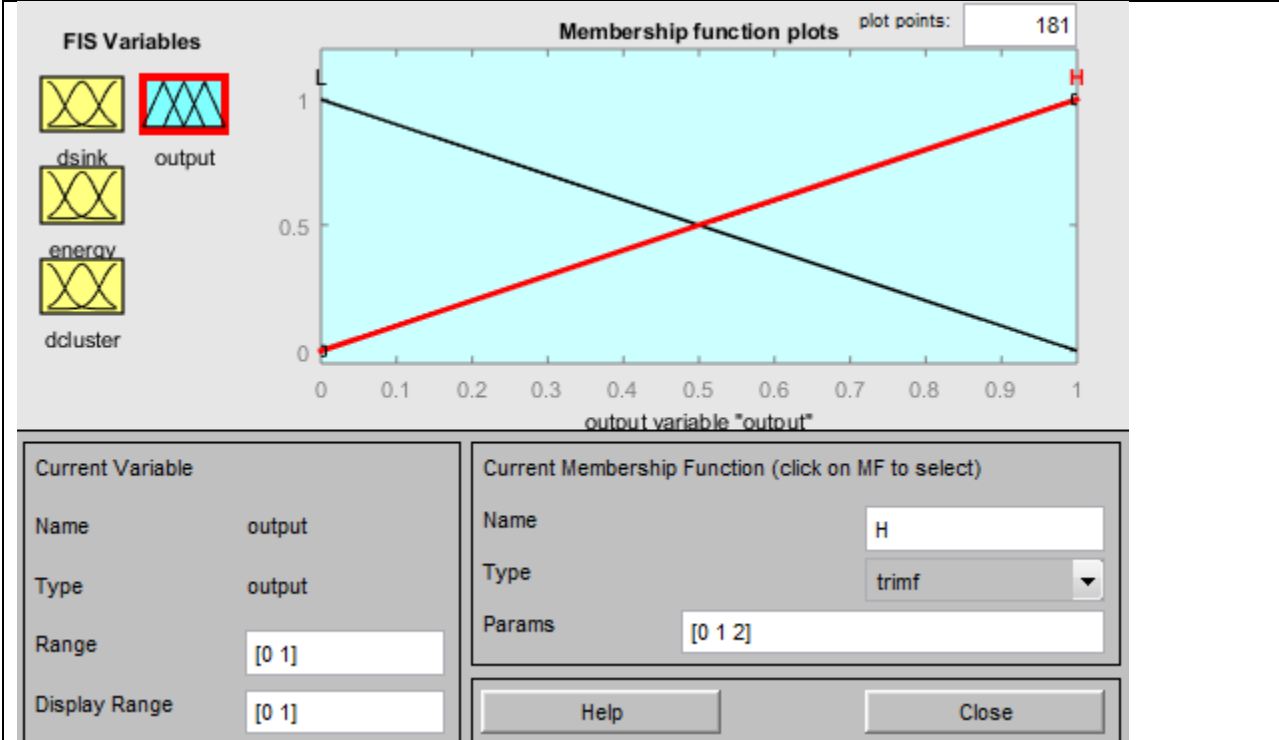 FIS Variables
Membership function plots
plot points:
181
dsink
output
energy
dcluster
L
H
1
0.5
0
0 0.1 0.2 0.3 0.4 0.5 0.6 0.7 0.8 0.9 1
output variable "output"
Current Variable
Name output
Type output
Range [0 1]
Display Range [0 1]
Current Membership Function (click on MF to select)
Name H
Type trimf
Params [0 1 2]
Help
Close